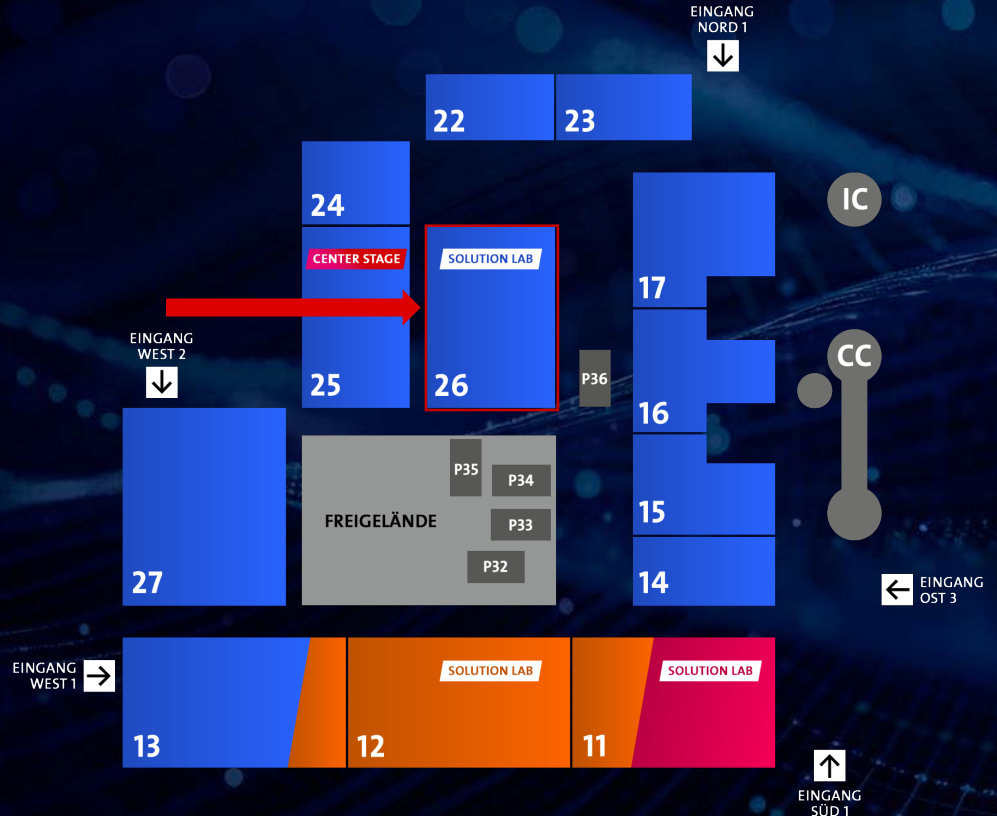 EINGANG
NORD 1
22
23
24
IC
CENTER STAGE
SOLUTION LAB
17
EINGANG
WEST 2
CC
25
26
P36
16
P35
P34
FREIGELÄNDE
P33
15
P32
27
14
EINGANG
OST 3
EINGANG
WEST 1
SOLUTION LAB
SOLUTION LAB
13
12
11
EINGANG
SÜD 1